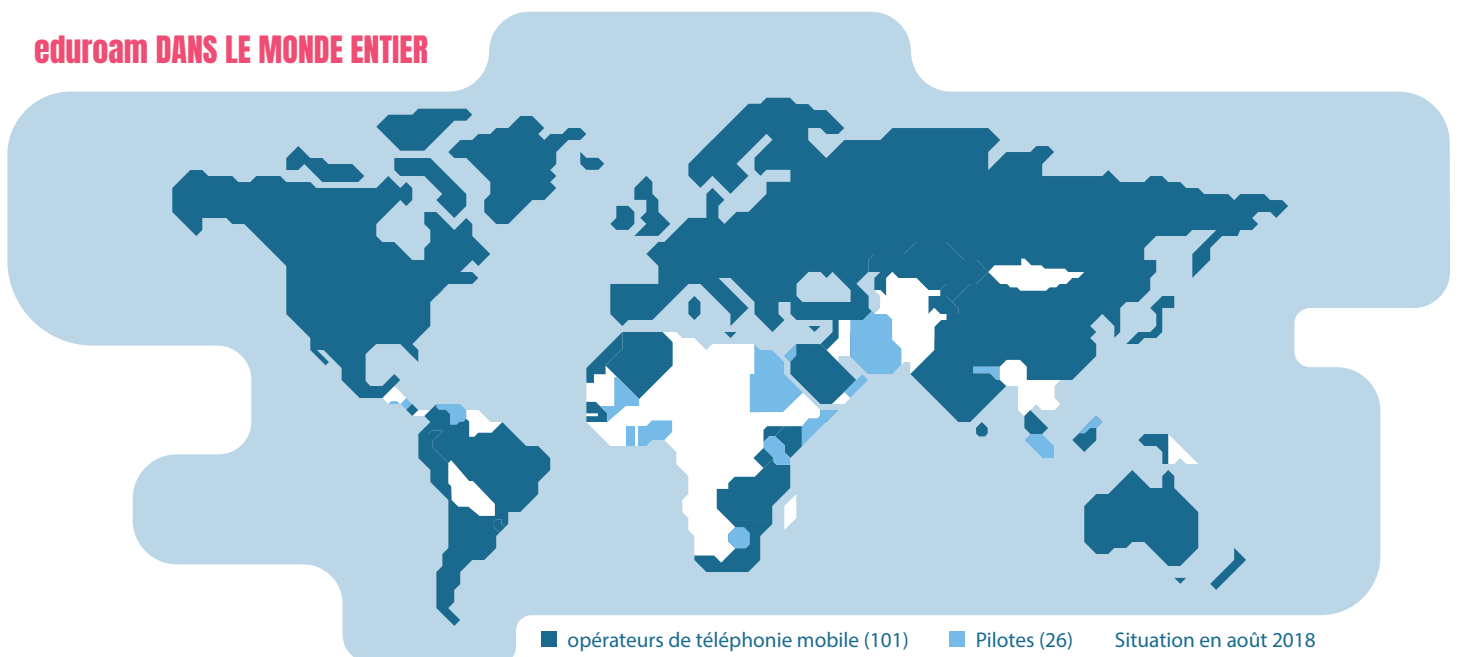 eduroam DANS LE MONDE ENTIER
opérateurs de téléphonie mobile (101) Pilotes (26) Situation en août 2018